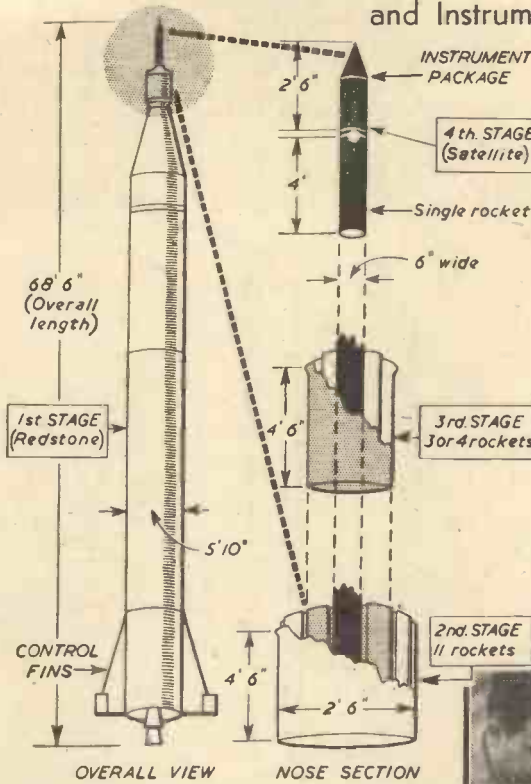 and Instrum
INSTRUMENT
PACKAGE
2' 6"
4th. STAGE
(Satellite)
4'
Single rocket
6" wide
68' 6"
(Overall
length)
1st STAGE
(Redstone)
4' 6"
3rd. STAGE
3 or 4 rockets
5' 10"
CONTROL
FINS
4' 6"
2nd. STAGE
11 rockets
2' 6"
OVERALL VIEW
NOSE SECTION